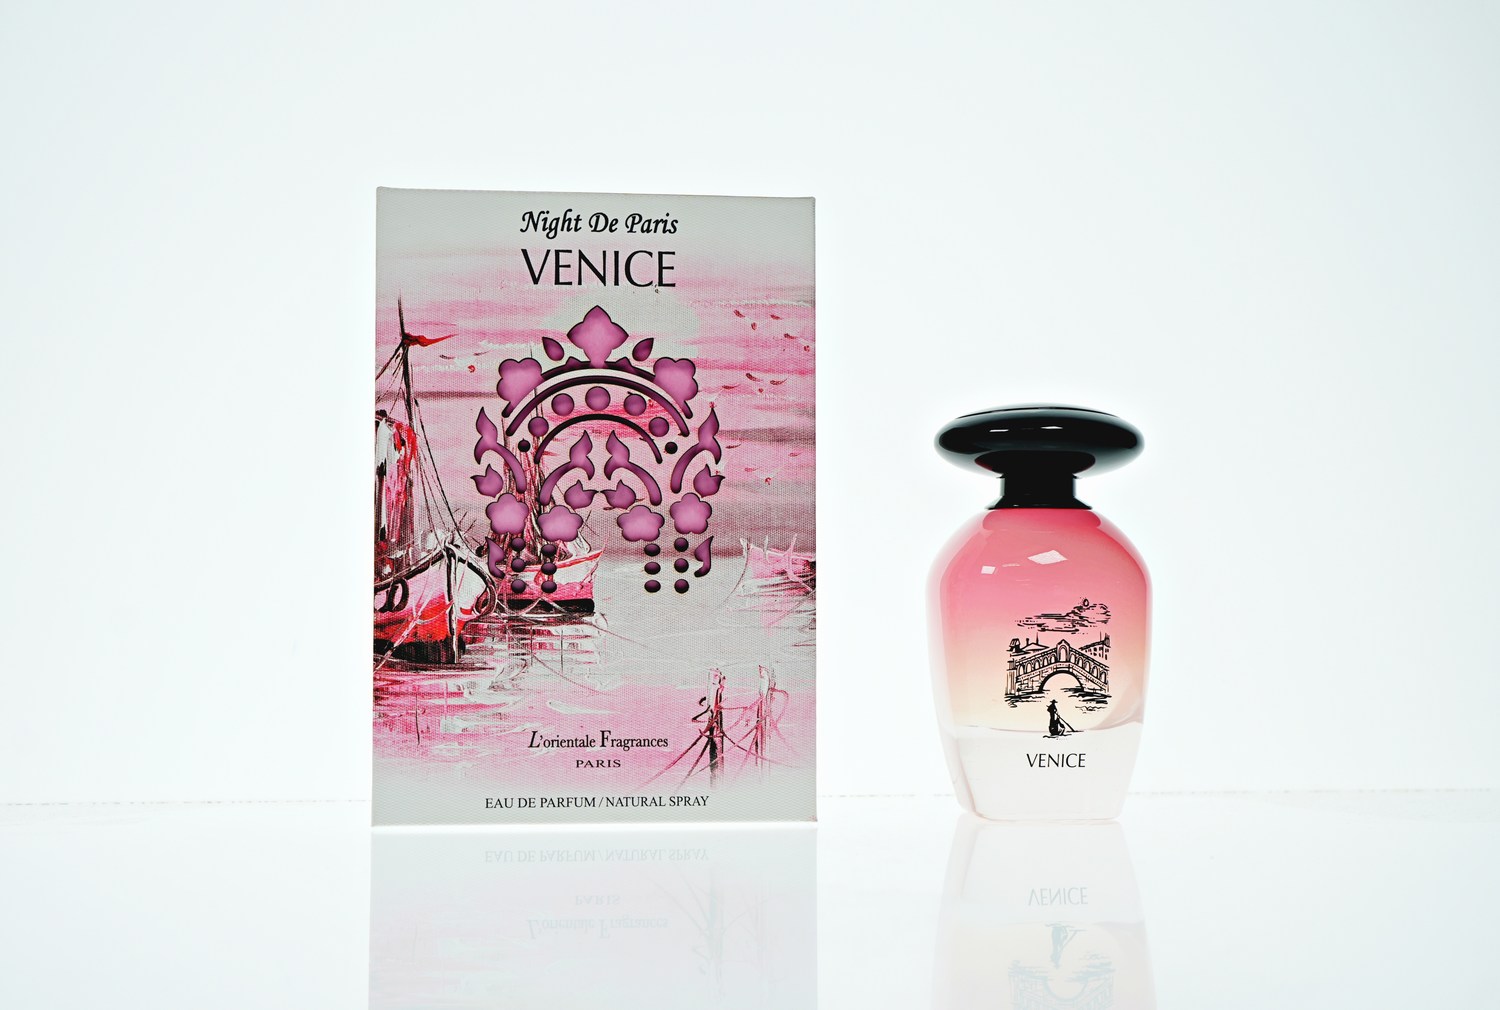 Night De Paris
VENICE
L'orientale Fragrances
PARIS
EAU DE PARFUM / NATURAL SPRAY
VENICE